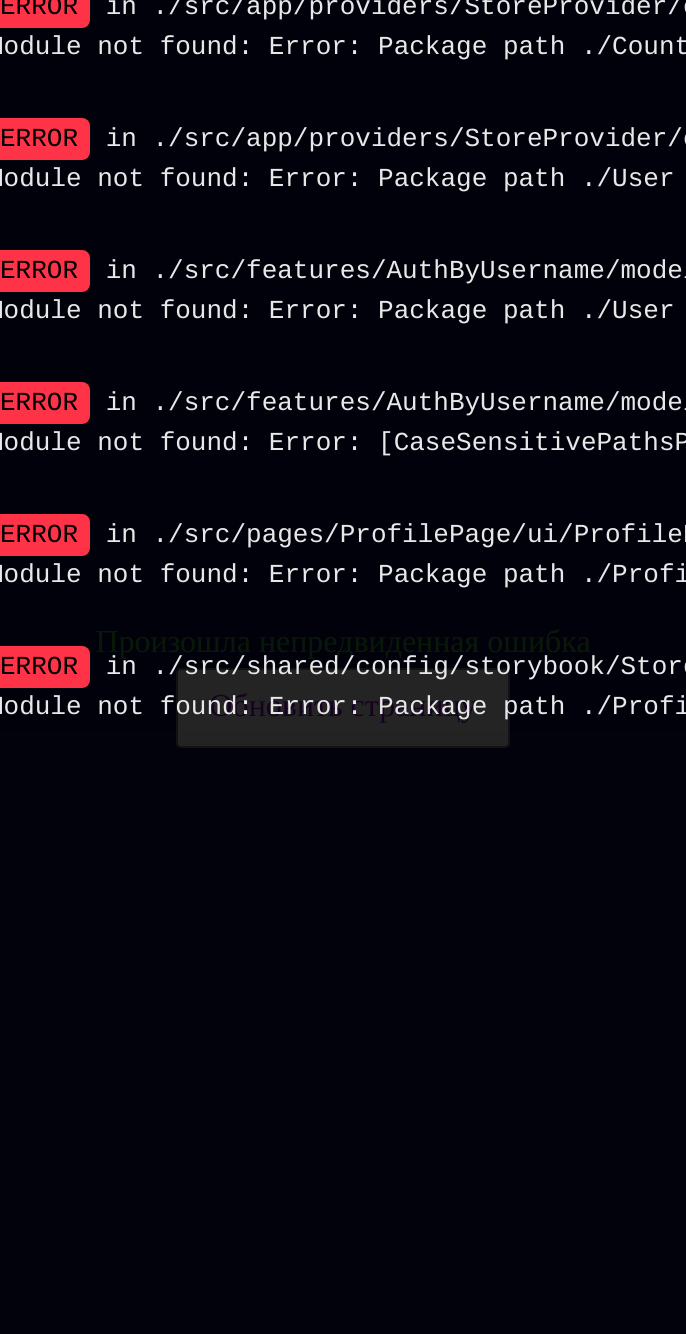 ERROR in ./src/app/providers/StoreProvider/
Module not found: Error: Package path ./Count
ERROR in ./src/app/providers/StoreProvider/
Module not found: Error: Package path ./User
ERROR in ./src/features/AuthByUsername/mode
Module not found: Error: Package path ./User
ERROR in ./src/features/AuthByUsername/mode
Module not found: Error: [CaseSensitivePathsP
ERROR in ./src/pages/ProfilePage/ui/Profile
Module not found: Error: Package path ./Profi
Произошла непредвиденная ошибка
ERROR in ./src/shared/config/storybook/Store
Module not found: Error: Package path ./Profi
Обновить страницу